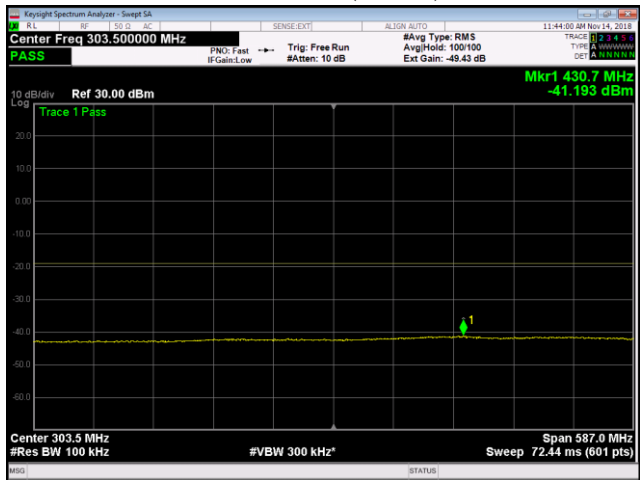 Keysight Spectrum Analyzer - Swept SA
RL RF 50 Ω AC SENSE:EXT ALIGN AUTO 11:44:00 AM Nov 14, 2018
Center Freq 303.500000 MHz #Avg Type: RMS TRACE 1 2 3 4 5 6
PASS PNO: Fast Trig: Free Run Avg|Hold: 100/100 TYPE A WWWWW
IFGain:Low #Atten: 10 dB Ext Gain: -49.43 dB DET A N N N N N
Mkr1 430.7 MHz
10 dB/div Ref 30.00 dBm -41.193 dBm
Log
Trace 1 Pass
20.0
10.0
0.00
-10.0
-20.0
-30.0
1
-40.0
-50.0
-60.0
Center 303.5 MHz Span 587.0 MHz
#Res BW 100 kHz #VBW 300 kHz* Sweep 72.44 ms (601 pts)
MSG STATUS